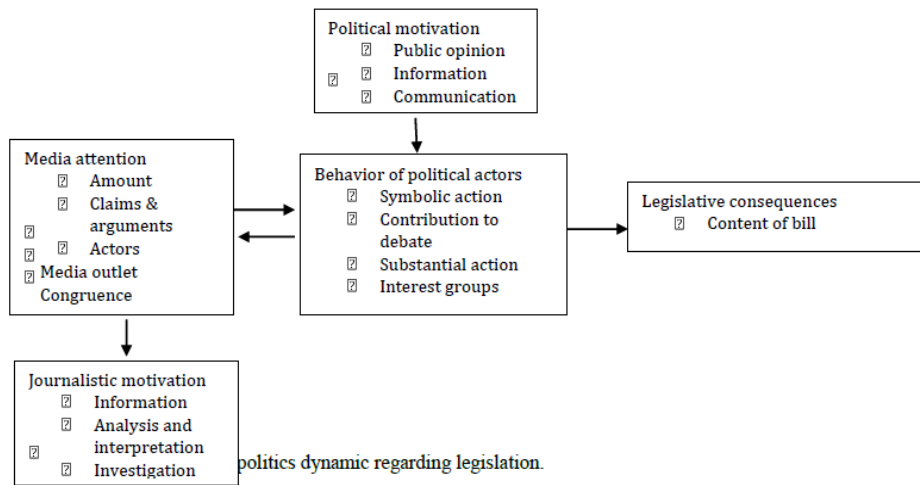 Political motivation
Public opinion
Information
Communication
Media attention
Amount
Claims &
arguments
Actors
Media outlet
Congruence
Behavior of political actors
Symbolic action
Contribution to
debate
Substantial action
Interest groups
Legislative consequences
Content of bill
Journalistic motivation
Information
Analysis and
interpretation
Investigation
politics dynamic regarding legislation.